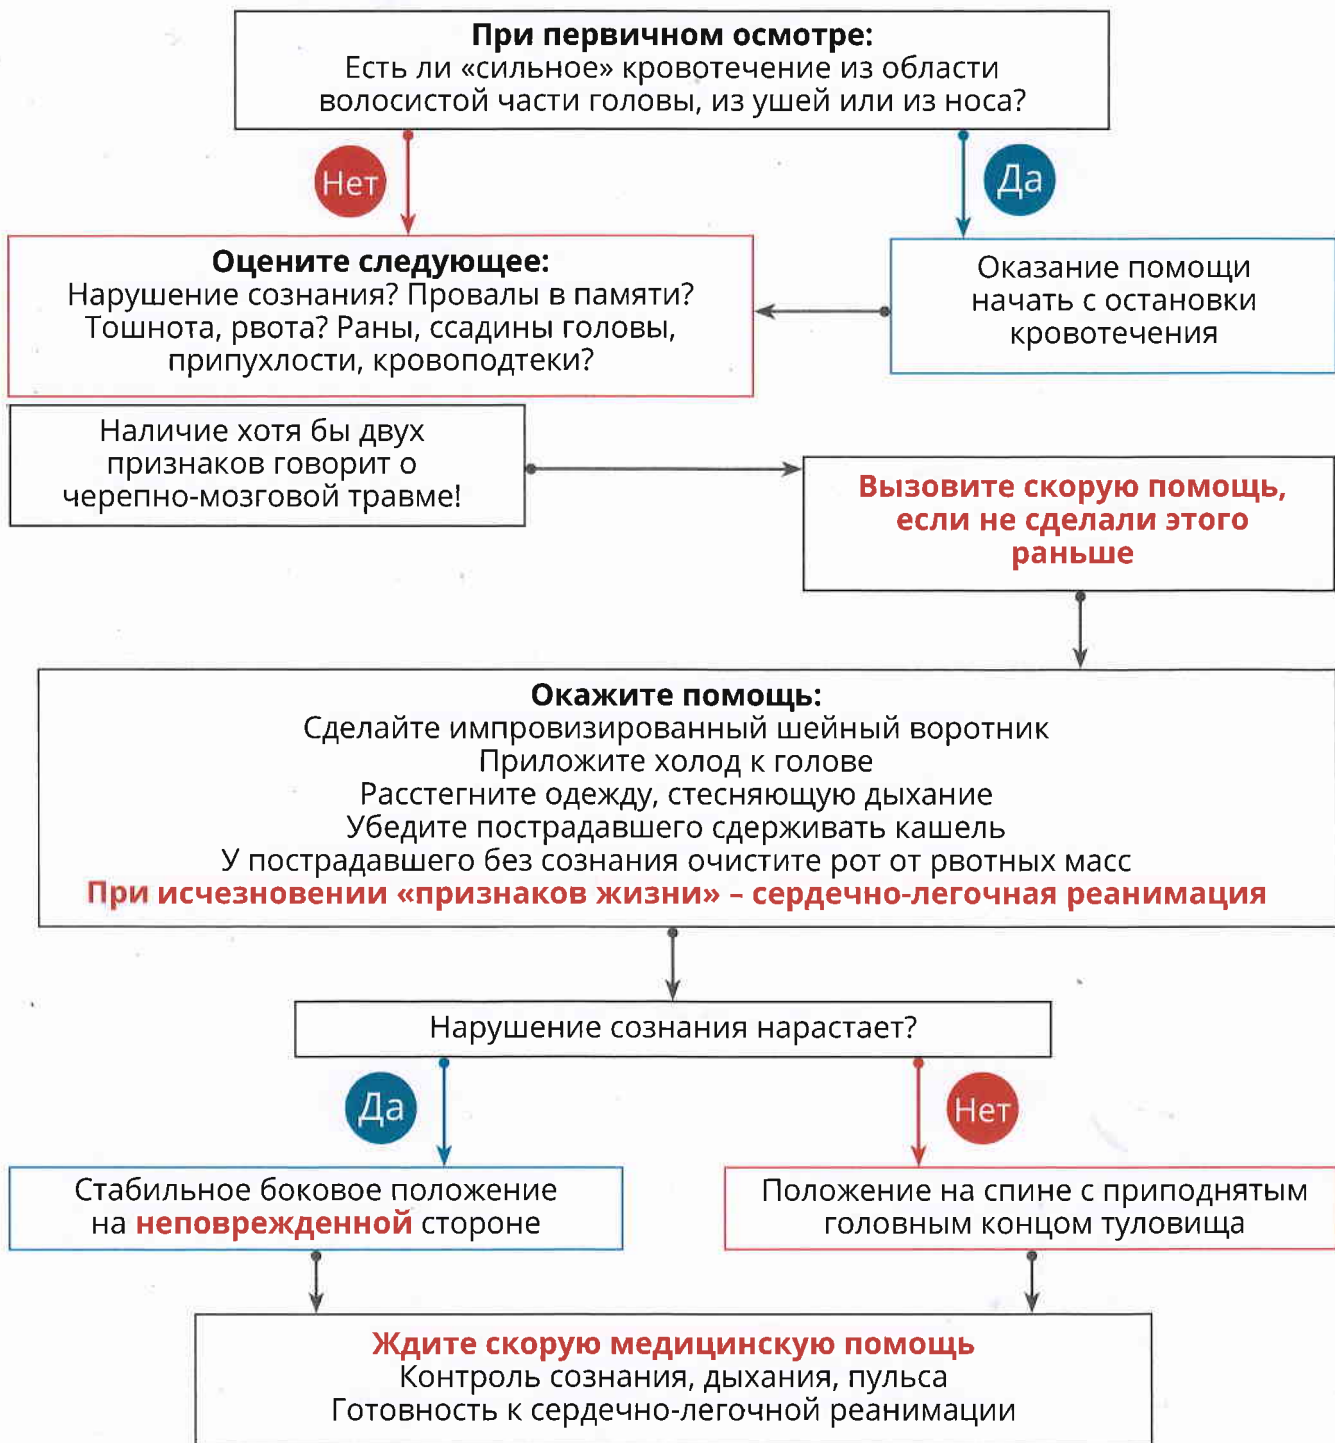 При первичном осмотре:
Есть ли «сильное» кровотечение из области
волосистой части головы, из ушей или из носа?
Нет
Да
Оцените следующее:
Нарушение сознания? Провалы в памяти?
Тошнота, рвота? Раны, ссадины головы,
припухлости, кровоподтеки?
Оказание помощи
начать с остановки
кровотечения
Наличие хотя бы двух
признаков говорит о
черепно-мозговой травме!
Вызовите скорую помощь,
если не сделали этого
раньше
Окажите помощь:
Сделайте импровизированный шейный воротник
Приложите холод к голове
Расстегните одежду, стесняющую дыхание
Убедите пострадавшего сдерживать кашель
У пострадавшего без сознания очистите рот от рвотных масс
При исчезновении «признаков жизни» – сердечно-легочная реанимация
Нарушение сознания нарастает?
Да
Нет
Стабильное боковое положение
на неповрежденной стороне
Положение на спине с приподнятым
головным концом туловища
Ждите скорую медицинскую помощь
Контроль сознания, дыхания, пульса
Готовность к сердечно-легочной реанимации